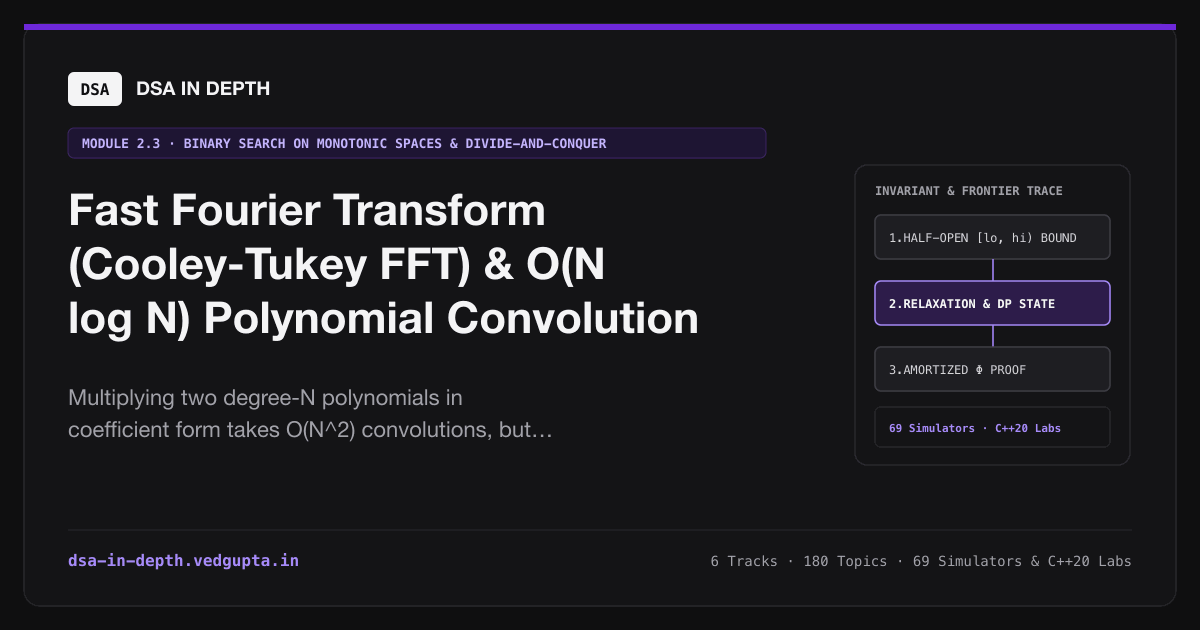 DSA DSA IN DEPTH
MODULE 2.3 · BINARY SEARCH ON MONOTONIC SPACES & DIVIDE-AND-CONQUER
Fast Fourier Transform
(Cooley-Tukey FFT) & O(N
log N) Polynomial Convolution
Multiplying two degree-N polynomials in
coefficient form takes O(N^2) convolutions, but...
INVARIANT & FRONTIER TRACE
1.HALF-OPEN [lo, hi) BOUND
2.RELAXATION & DP STATE
3.AMORTIZED Φ PROOF
69 Simulators · C++20 Labs
dsa-in-depth.vedgupta.in
6 Tracks · 180 Topics · 69 Simulators & C++20 Labs